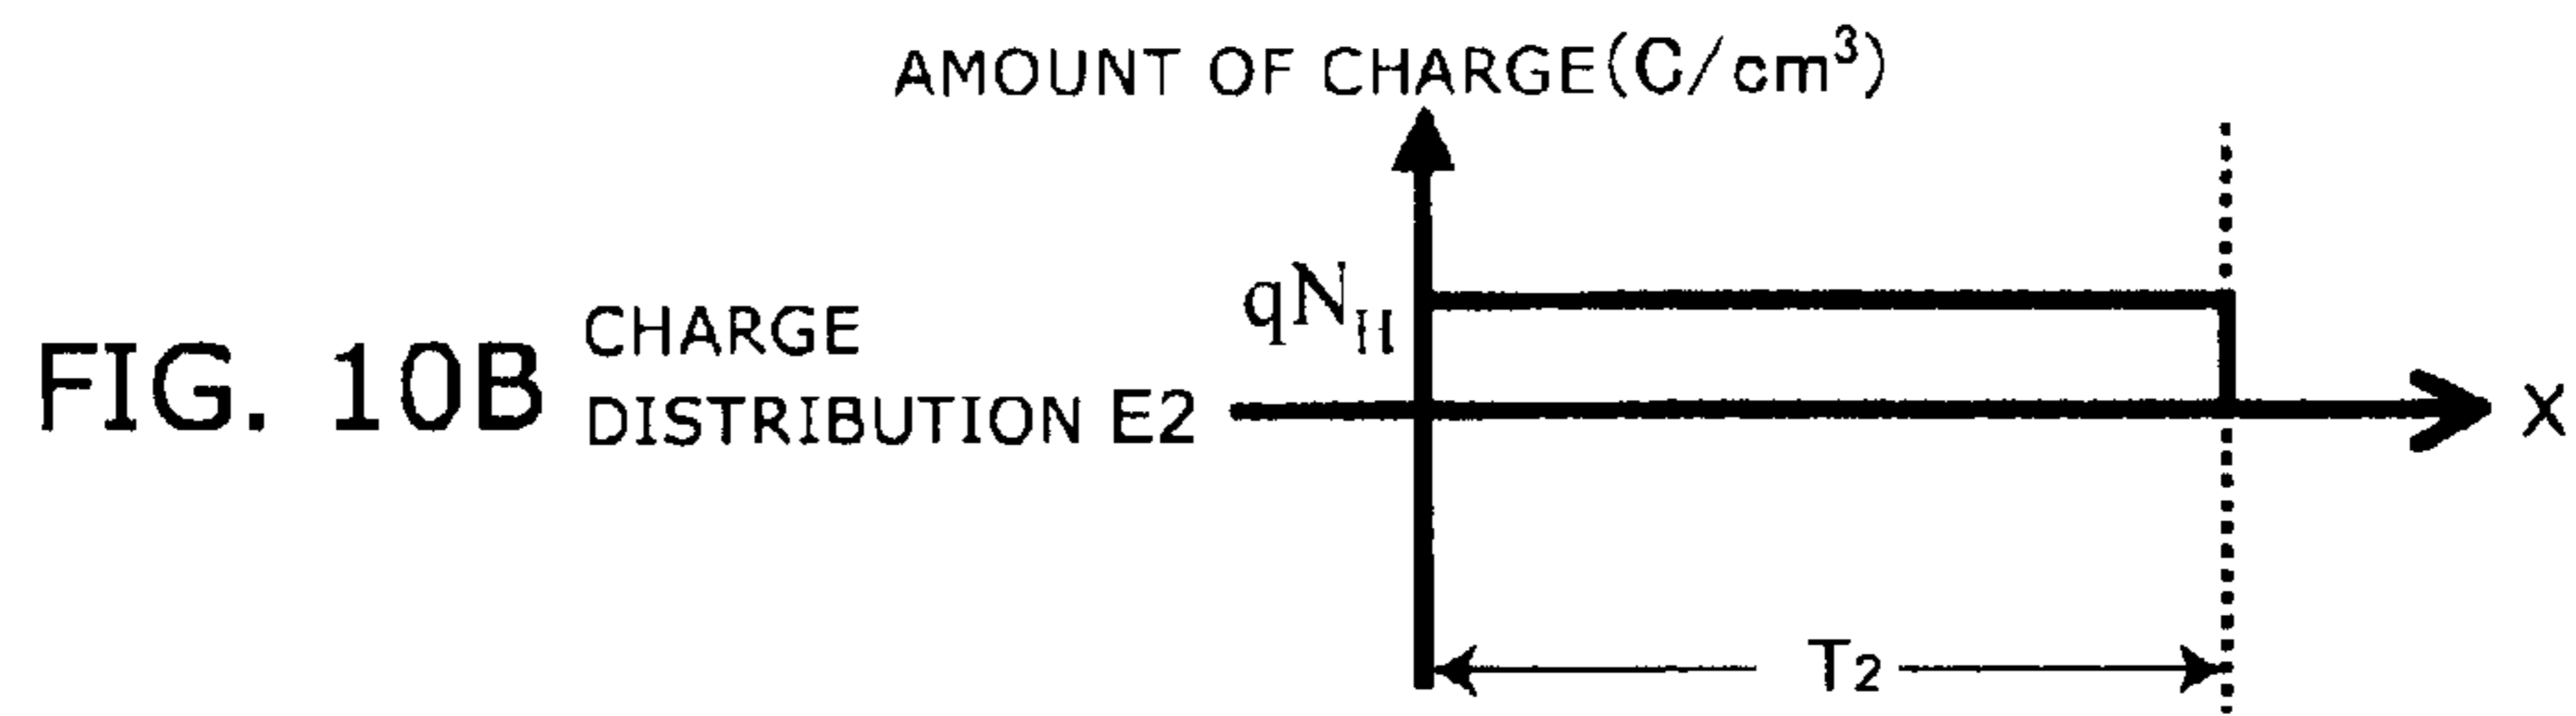 AMOUNT OF CHARGE(C/cm³)
qN_H
FIG. 10B
CHARGE
DISTRIBUTION E2
X
T2